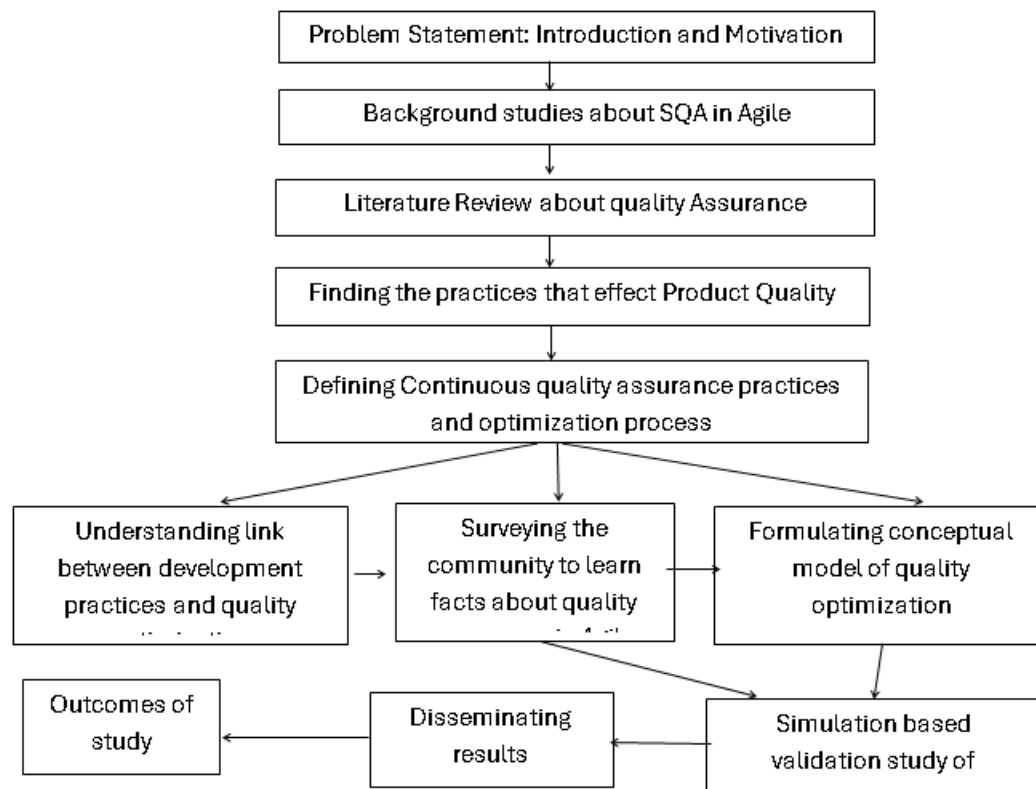 Problem Statement: Introduction and Motivation
Background studies about SQA in Agile
Literature Review about quality Assurance
Finding the practices that effect Product Quality
Defining Continuous quality assurance practices
and optimization process
Understanding link
between development
practices and quality
Surveying the
community to learn
facts about quality
in Agile
Formulating conceptual
model of quality
optimization
Outcomes of
study
Disseminating
results
Simulation based
validation study of